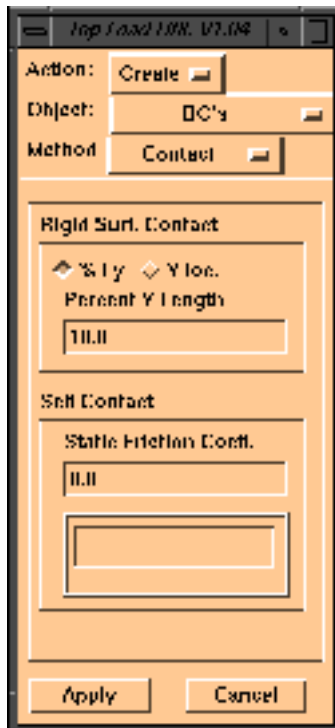 Top Load Util. V1.04
Action: Create
Object: BC's
Method Contact
Rigid Surf. Contact
% Ly Y loc.
Percent Y Length
10.0
Self Contact
Static Friction Coeff.
0.0
Apply Cancel